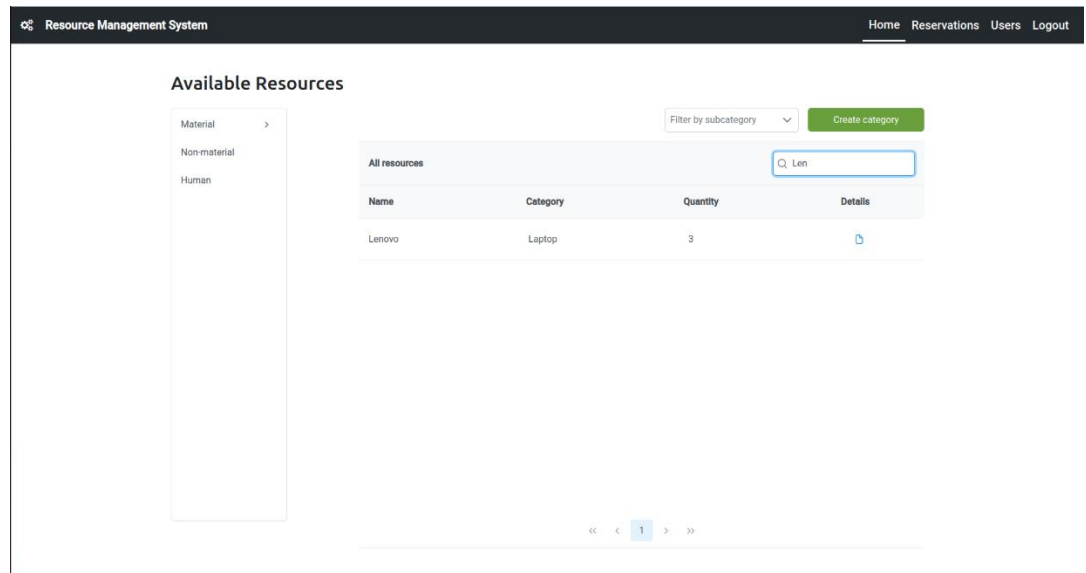 Resource Management System
Home Reservations Users Logout
Available Resources
Material >
Non-material
Human
Filter by subcategory
Create category
All resources
Len
Name Category Quantity Details
Lenovo Laptop 3
<< < 1 > >>